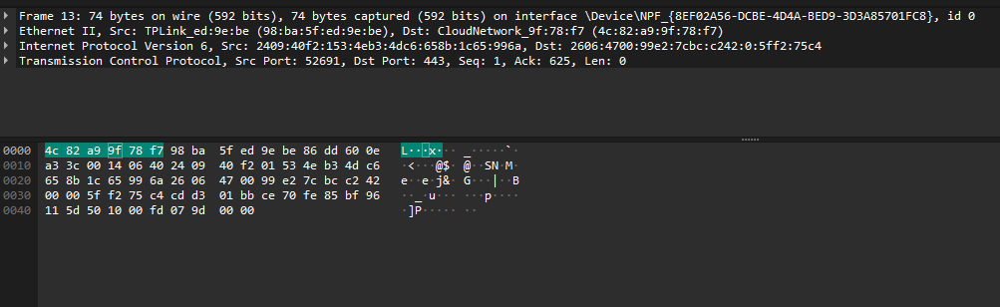 Frame 13: 74 bytes on wire (592 bits), 74 bytes captured (592 bits) on interface \Device\NPF_{8EF02A56-DCBE-4D4A-BED9-3D3A85701FC8}, id 0
Ethernet II, Src: TPLink_ed:9e:be (98:ba:5f:ed:9e:be), Dst: CloudNetwork_9f:78:f7 (4c:82:a9:9f:78:f7)
Internet Protocol Version 6, Src: 2409:40f2:153:4eb3:4dc6:658b:1c65:996a, Dst: 2606:4700:99e2:7cbc:c242:0:5ff2:75c4
Transmission Control Protocol, Src Port: 52691, Dst Port: 443, Seq: 1, Ack: 625, Len: 0
0000 4c 82 a9 9f 78 f7 98 ba 5f ed 9e be 86 dd 60 0e L···x··· _·····`·
0010 a3 3c 00 14 06 40 24 09 40 f2 01 53 4e b3 4d c6 ·<···@$· @··SN·M·
0020 65 8b 1c 65 99 6a 26 06 47 00 99 e2 7c bc c2 42 e··e·j&· G···|··B
0030 00 00 5f f2 75 c4 cd d3 01 bb ce 70 fe 85 bf 96 ··_·u··· ···p····
0040 11 5d 50 10 00 fd 07 9d 00 00 ·]P····· ··